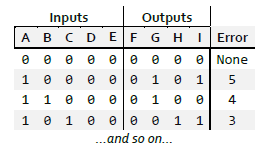 Inputs Outputs
A B C D E F G H I Error
0 0 0 0 0 0 0 0 0 None
1 0 0 0 0 0 1 0 1 5
1 1 0 0 0 0 1 0 0 4
1 0 1 0 0 0 0 1 1 3
...and so on...